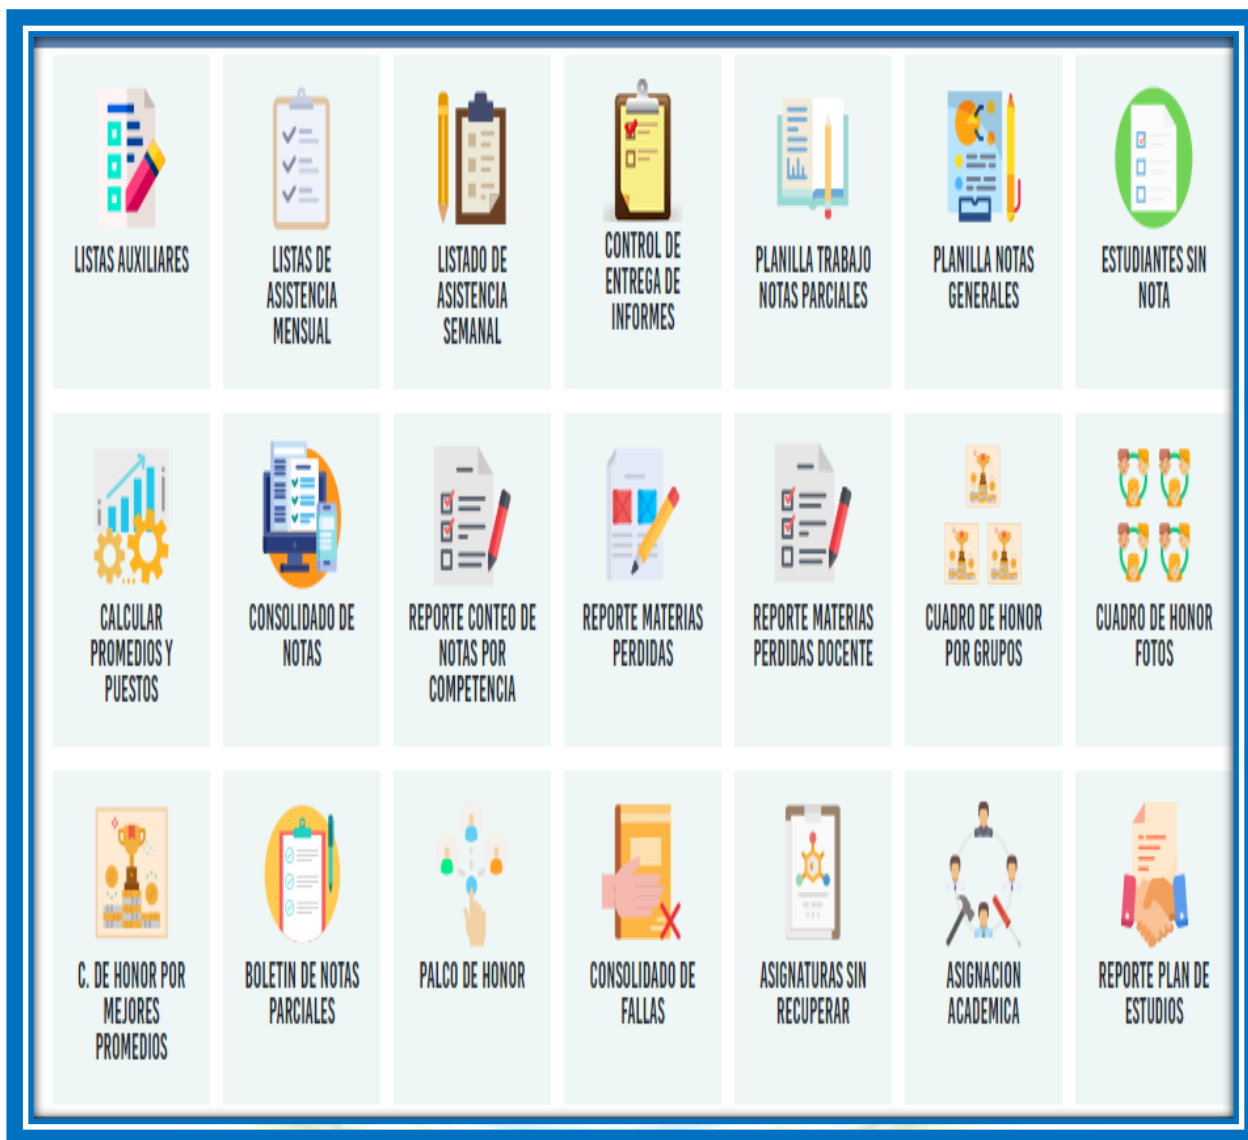 LISTAS AUXILIARES
LISTAS DE
ASISTENCIA
MENSUAL
LISTADO DE
ASISTENCIA
SEMANAL
CONTROL DE
ENTREGA DE
INFORMES
PLANILLA TRABAJO
NOTAS PARCIALES
PLANILLA NOTAS
GENERALES
ESTUDIANTES SIN
NOTA
CALCULAR
PROMEDIOS Y
PUESTOS
CONSOLIDADO DE
NOTAS
REPORTE CONTEO DE
NOTAS POR
COMPETENCIA
REPORTE MATERIAS
PERDIDAS
REPORTE MATERIAS
PERDIDAS DOCENTE
CUADRO DE HONOR
POR GRUPOS
CUADRO DE HONOR
FOTOS
C. DE HONOR POR
MEJORES
PROMEDIOS
BOLETIN DE NOTAS
PARCIALES
PALCO DE HONOR
CONSOLIDADO DE
FALLAS
ASIGNATURAS SIN
RECUPERAR
ASIGNACION
ACADEMICA
REPORTE PLAN DE
ESTUDIOS